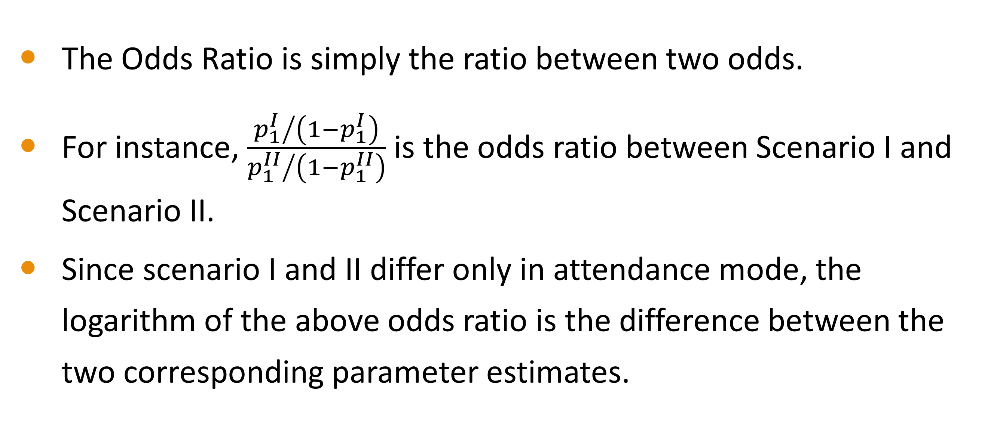 • The Odds Ratio is simply the ratio between two odds.
• For instance, \frac{p_1^I/(1-p_1^I)}{p_1^{II}/(1-p_1^{II})} is the odds ratio between Scenario I and
Scenario II.
• Since scenario I and II differ only in attendance mode, the
logarithm of the above odds ratio is the difference between the
two corresponding parameter estimates.